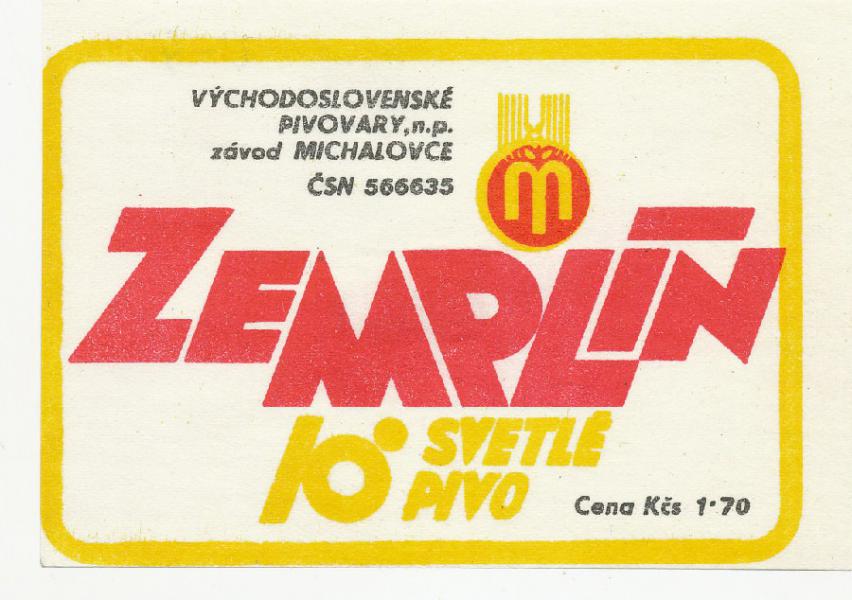 VÝCHODOSLOVENSKÉ
PIVOVARY, n.p.
závod MICHALOVCE
ČSN 566635
m
ZEMPLÍN
10° SVETLÉ
PIVO
Cena Kčs 1·70